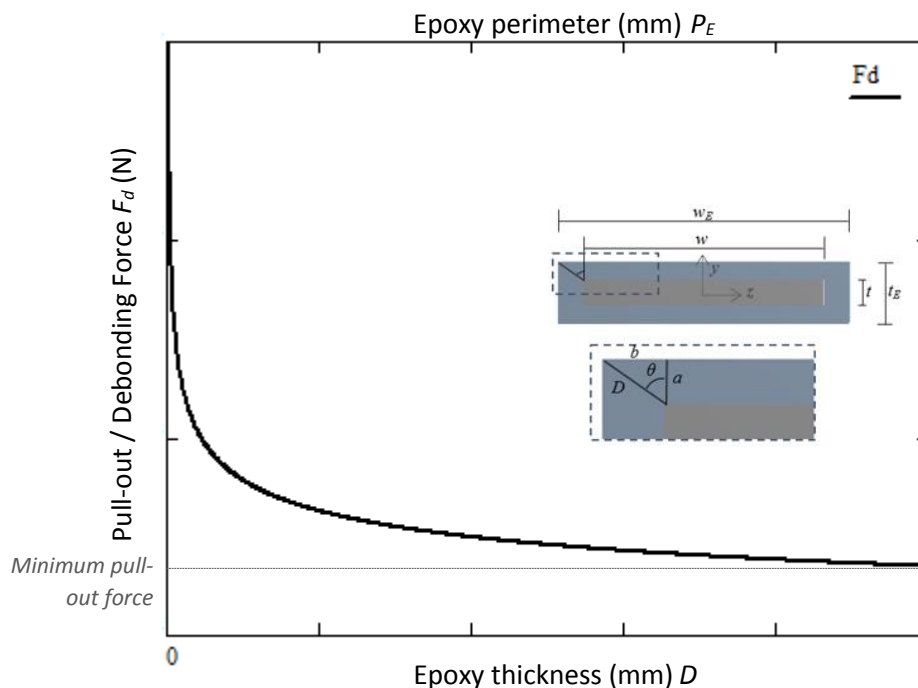 Epoxy perimeter (mm) P_E
Fd
Pull-out / Debonding Force F_d (N)
w_E
w
y
z
t
t_E
b
θ
a
D
Minimum pull-
out force
0
Epoxy thickness (mm) D